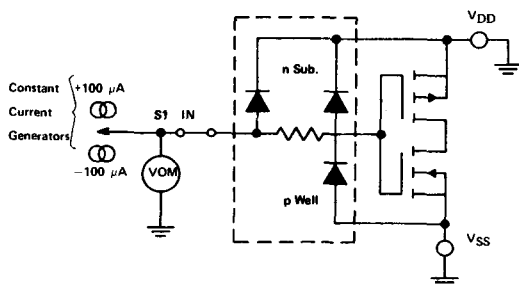 V_DD
n Sub.
Constant +100 μA
Current S1 IN
Generators
-100 μA VOM
p Well
V_SS